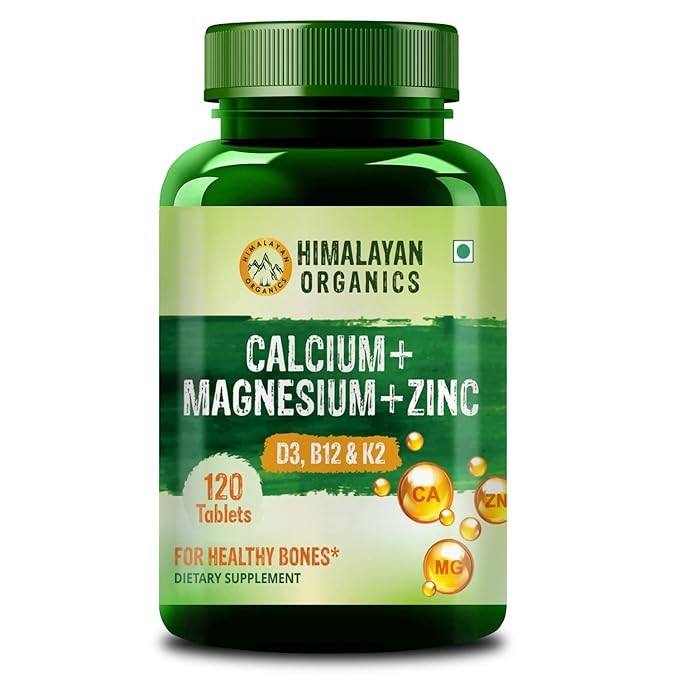 HIMALAYAN
ORGANICS
HIMALAYAN
ORGANICS
CALCIUM+
MAGNESIUM+ZINC
D3, B12 & K2
120
Tablets
CA
ZN
MG
FOR HEALTHY BONES*
DIETARY SUPPLEMENT